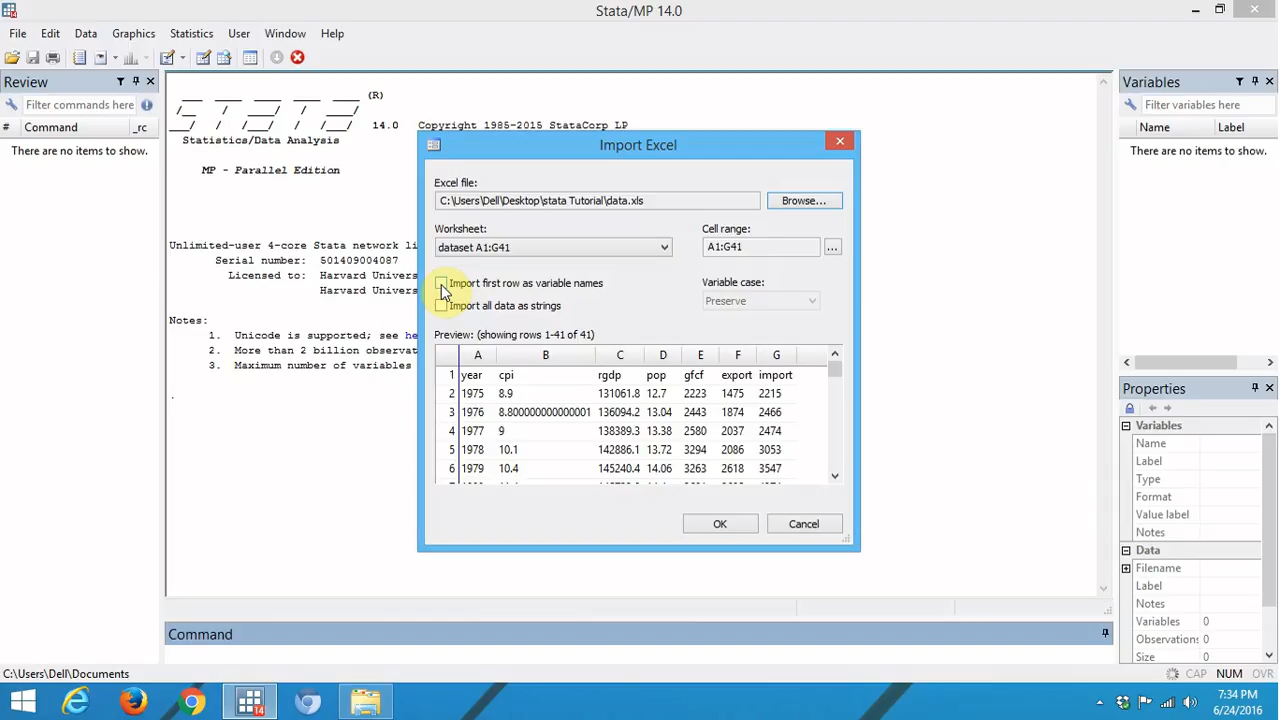 Stata/MP 14.0
File Edit Data Graphics Statistics User Window Help
Review
Filter commands here
# Command _rc
There are no items to show.
(R)
14.0 Copyright 1985-2015 StataCorp LP
Statistics/Data Analysis
MP - Parallel Edition
Unlimited-user 4-core Stata network li
Serial number: 501409004087
Licensed to: Harvard Univers
Harvard Univers
Notes:
1. Unicode is supported; see he
2. More than 2 billion observat
3. Maximum number of variables
.
Import Excel
Excel file:
C:\Users\Dell\Desktop\stata Tutorial\data.xls
Browse...
Worksheet: Cell range:
dataset A1:G41 A1:G41 ...
Import first row as variable names Variable case:
Import all data as strings Preserve
Preview: (showing rows 1-41 of 41)
A B C D E F G
1 year cpi rgdp pop gfcf export import
2 1975 8.9 131061.8 12.7 2223 1475 2215
3 1976 8.800000000000001 136094.2 13.04 2443 1874 2466
4 1977 9 138389.3 13.38 2580 2037 2474
5 1978 10.1 142886.1 13.72 3294 2086 3053
6 1979 10.4 145240.4 14.06 3263 2618 3547
OK Cancel
Variables
Filter variables here
Name Label
There are no items to show.
Properties
Variables
Name
Label
Type
Format
Value label
Notes
Data
Filename
Label
Notes
Variables 0
Observations 0
Size 0
Command
C:\Users\Dell\Documents
CAP NUM OVR
14
7:34 PM
6/24/2016